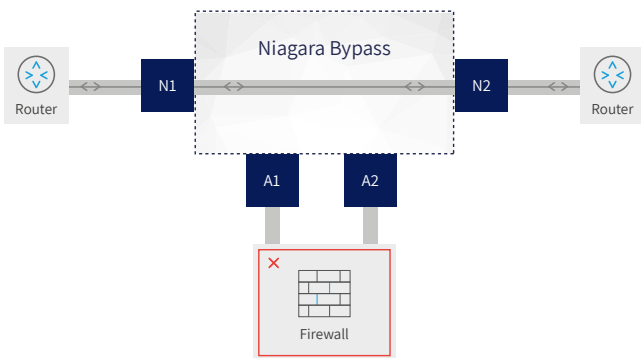 Niagara Bypass
Router
N1
N2
Router
A1
A2
Firewall